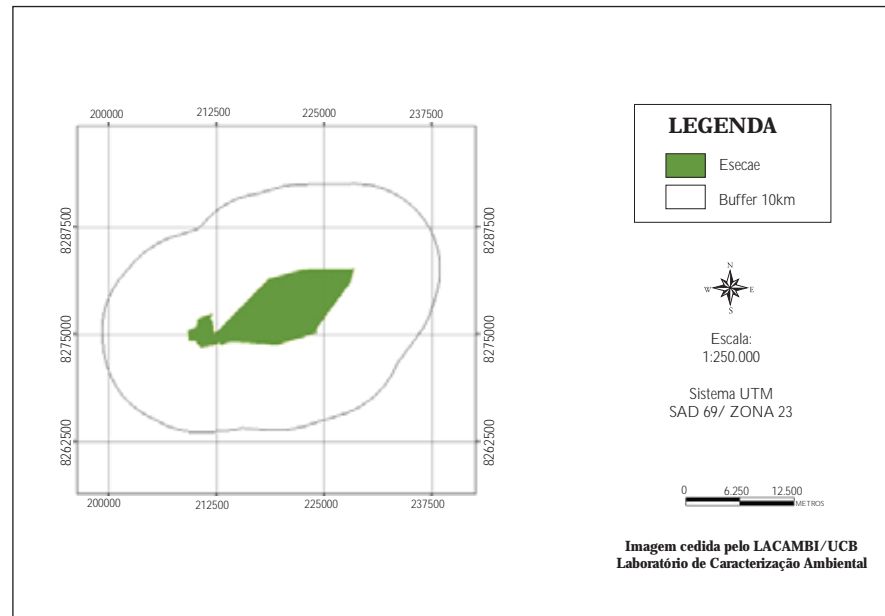 200000 212500 225000 237500
8287500 8287500
8275000 8275000
8262500 8262500
200000 212500 225000 237500
LEGENDA
Esecae
Buffer 10km
N
W E
S
Escala:
1:250.000
Sistema UTM
SAD 69/ ZONA 23
0 6.250 12.500
METROS
Imagem cedida pelo LACAMBI/UCB
Laboratório de Caracterização Ambiental